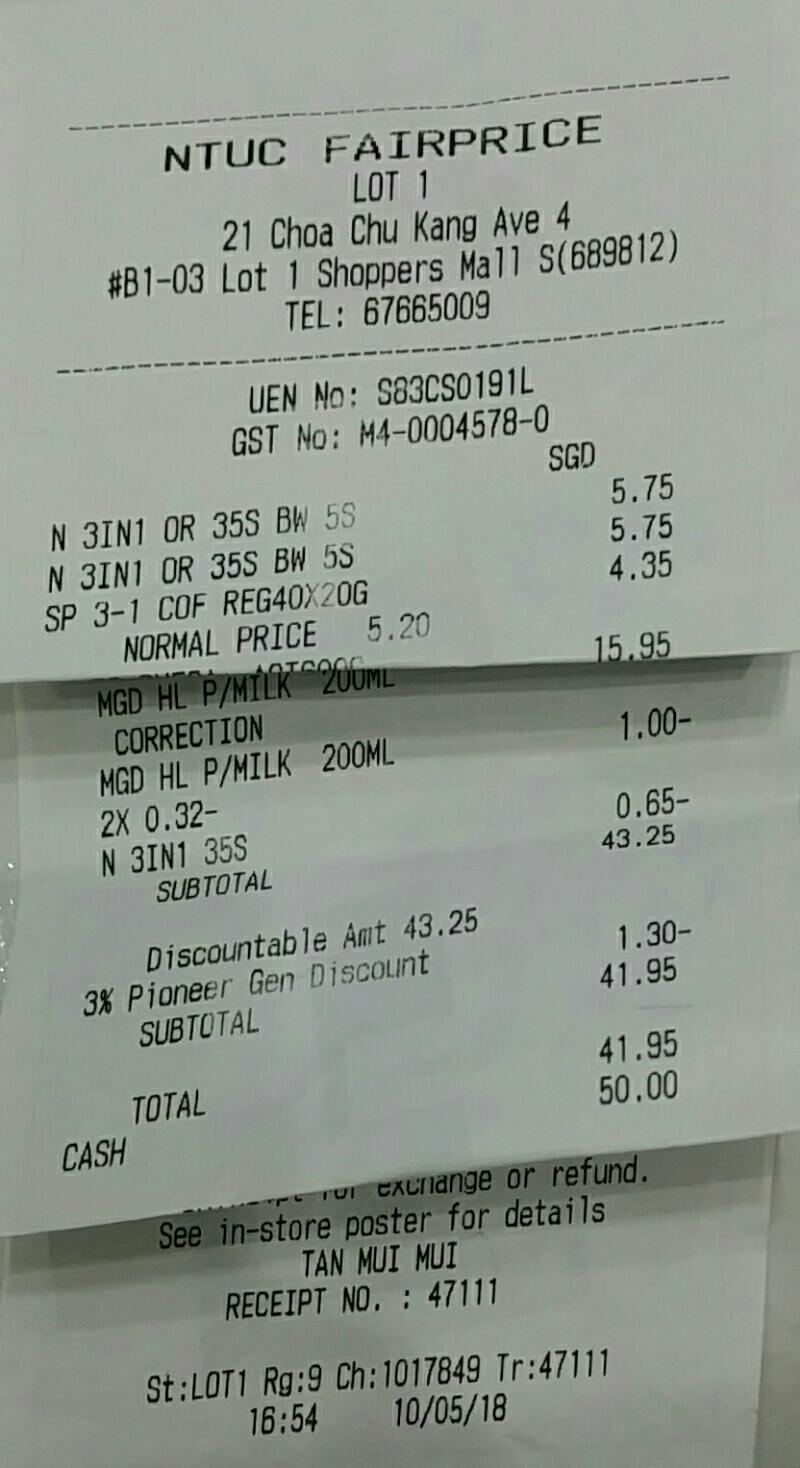 NTUC FAIRPRICE
LOT 1
21 Choa Chu Kang Ave 4
#B1-03 Lot 1 Shoppers Mall S(689812)
TEL: 67665009
UEN No: S83CS0191L
GST No: M4-0004578-0
SGD
N 3IN1 OR 35S BW 5S 5.75
N 3IN1 OR 35S BW 5S 5.75
SP 3-1 COF REG40X20G 4.35
NORMAL PRICE 5.20
15.95
MGD HL P/MILK 200ML
CORRECTION
MGD HL P/MILK 200ML
2X 0.32- 1.00-
N 3IN1 35S 0.65-
SUBTOTAL 43.25
Discountable Amt 43.25
3% Pioneer Gen Discount 1.30-
SUBTOTAL 41.95
TOTAL 41.95
CASH 50.00
for exchange or refund.
See in-store poster for details
TAN MUI MUI
RECEIPT NO. : 47111
St:LOT1 Rg:9 Ch:1017849 Tr:47111
16:54 10/05/18